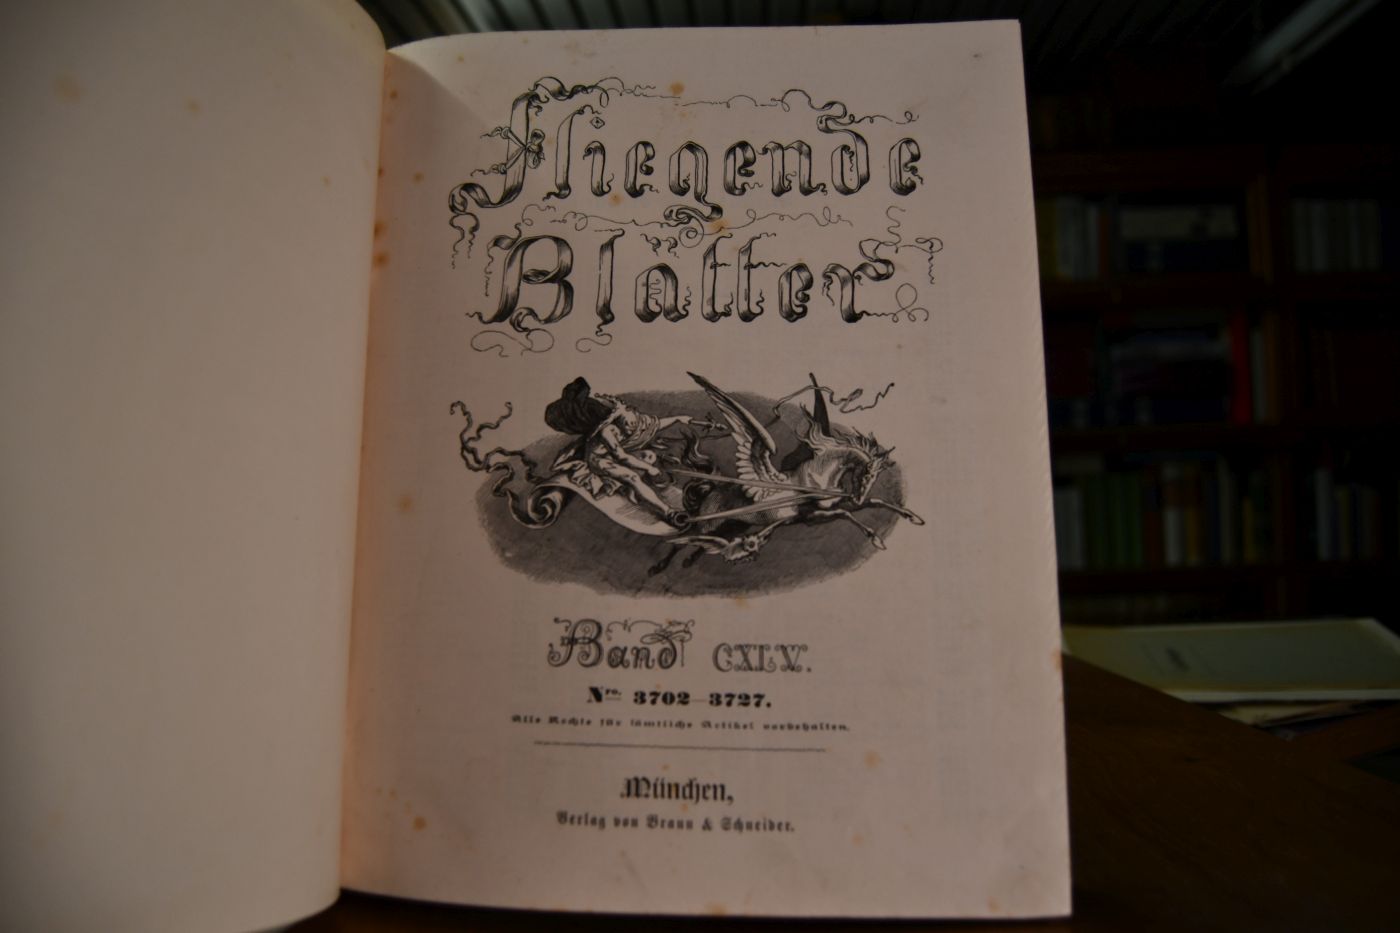 Fliegende
Blätter
Band CXLV.
Nro. 3702–3727.
Alle Rechte für sämtliche Artikel vorbehalten.
München,
Verlag von Braun & Schneider.